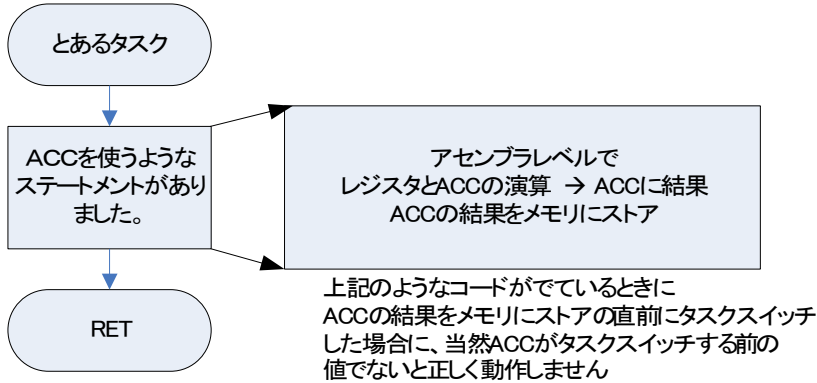 とあるタスク
ACCを使うような
ステートメントがあり
ました。
アセンブラレベルで
レジスタとACCの演算 → ACCに結果
ACCの結果をメモリにストア
RET
上記のようなコードがでているときに
ACCの結果をメモリにストアの直前にタスクスイッチ
した場合に、当然ACCがタスクスイッチする前の
値でないと正しく動作しません